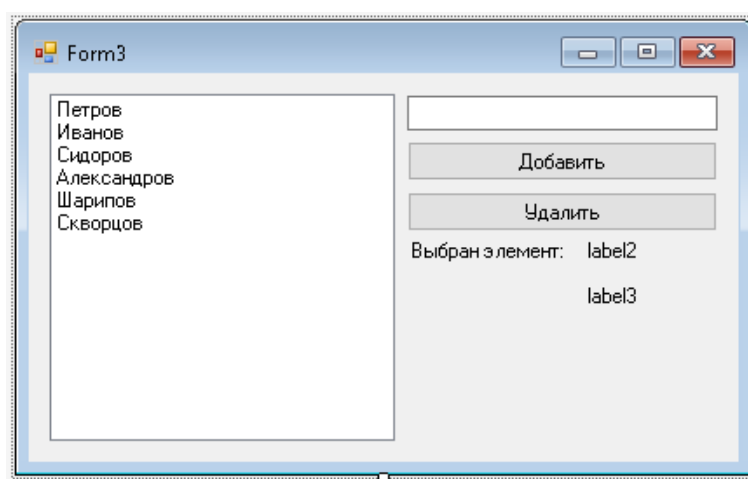 Form3
Петров
Иванов
Сидоров
Александров
Шарипов
Скворцов
Добавить
Удалить
Выбран элемент: label2
label3